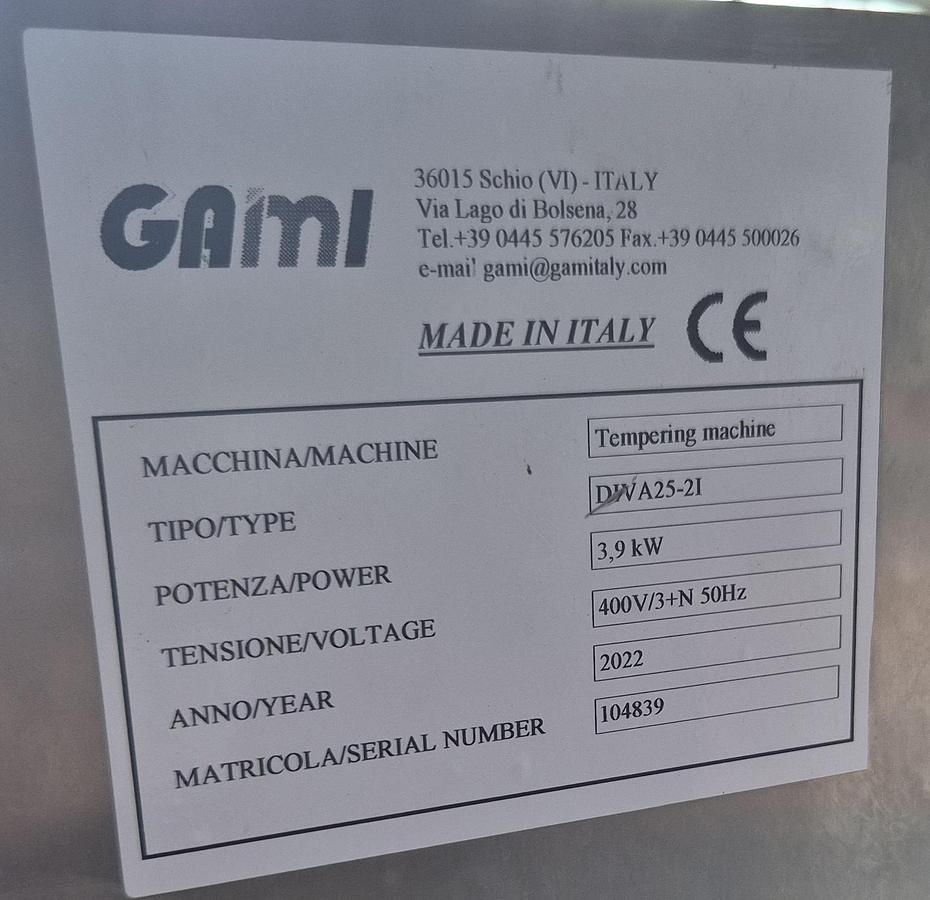 GAMI
36015 Schio (VI) - ITALY
Via Lago di Bolsena, 28
Tel.+39 0445 576205 Fax.+39 0445 500026
e-mail gami@gamitaly.com
MADE IN ITALY CE
MACCHINA/MACHINE Tempering machine
TIPO/TYPE DIVA25-2I
POTENZA/POWER 3,9 kW
TENSIONE/VOLTAGE 400V/3+N 50Hz
ANNO/YEAR 2022
MATRICOLA/SERIAL NUMBER 104839